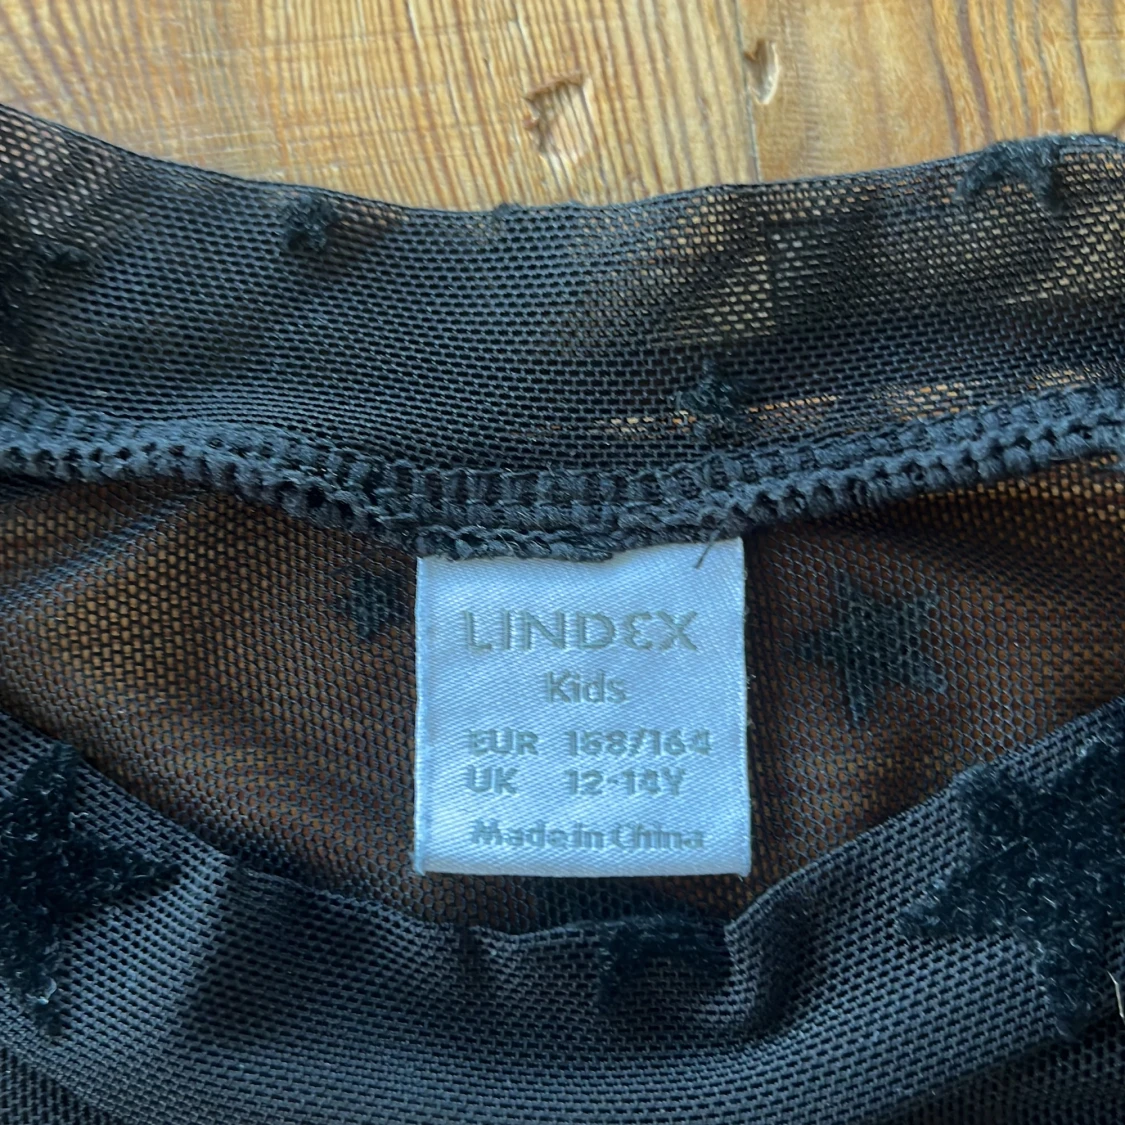 LINDEX
Kids
EUR 158/164
UK 12-14Y
Made in China